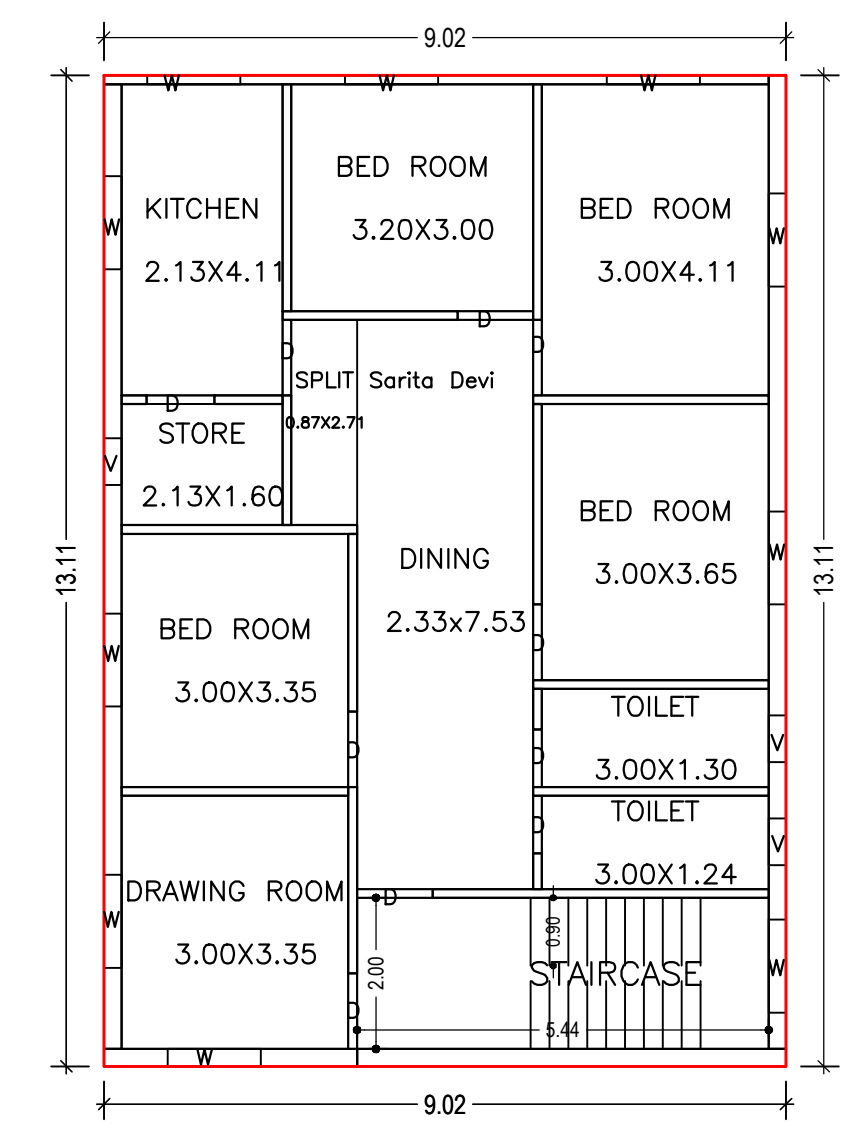 9.02
W W W
BED ROOM
3.20X3.00
KITCHEN
2.13X4.11
BED ROOM
3.00X4.11
W
W
D
D
D
SPLIT Sarita Devi
0.87X2.71
D
STORE
2.13X1.60
V
BED ROOM
3.00X3.65
W
13.11
13.11
DINING
2.33x7.53
D
BED ROOM
3.00X3.35
W
TOILET
3.00X1.30
V
D
D
TOILET
3.00X1.24
D
V
DRAWING ROOM
3.00X3.35
W
D
0.90
2.00
STAIRCASE
W
D
5.44
W
9.02